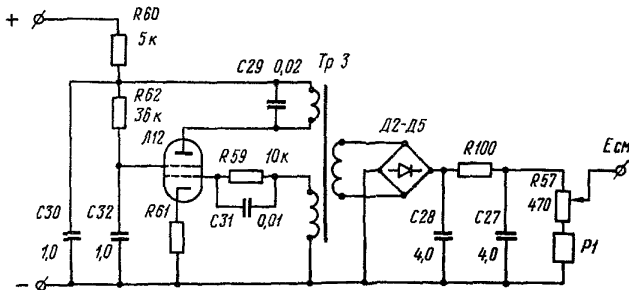 +
R60
5к
Тр 3
C29 0,02
R62
36к
Л12
Д2-Д5
R59 10к
R100
Eсм
R57
470
C30
1,0
C32
1,0
R61
C31
0,01
C28
4,0
C27
4,0
P1
−